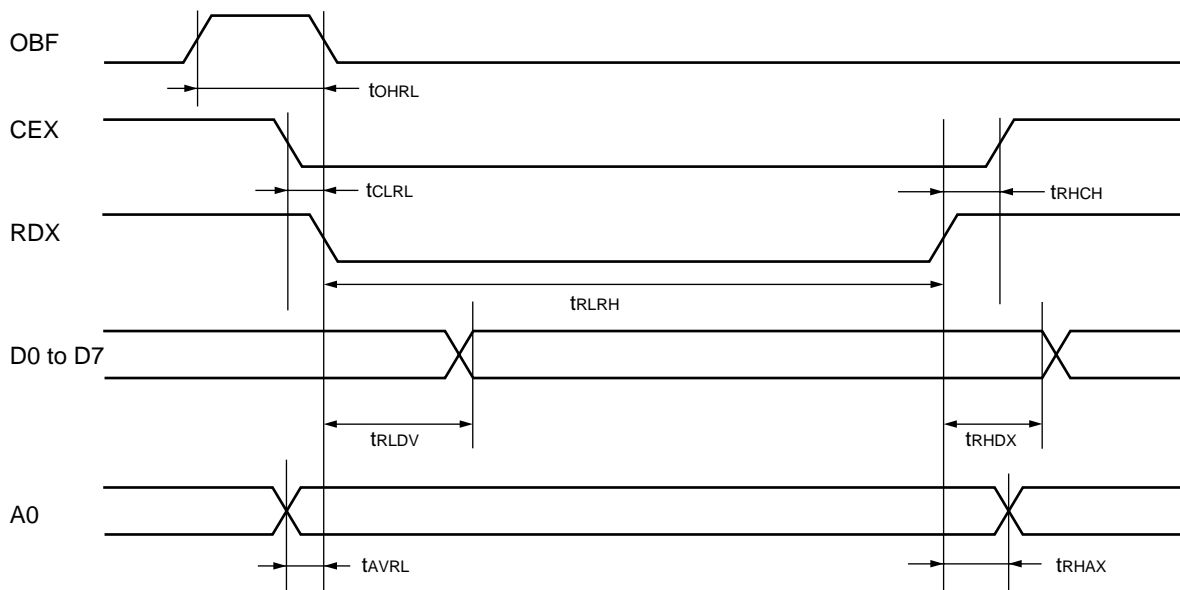 OBF
tOHRL
CEX
tCLRL
tRHCH
RDX
tRLRH
D0 to D7
tRLDV
tRHDX
A0
tAVRL
tRHAX